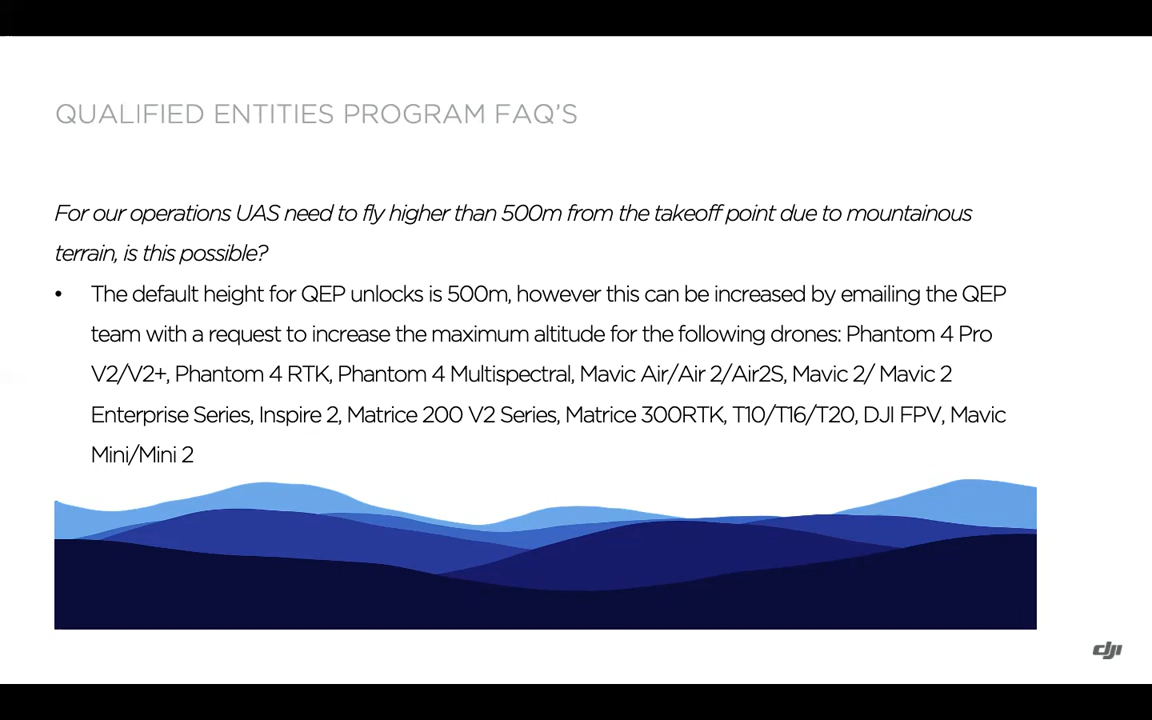 QUALIFIED ENTITIES PROGRAM FAQ'S
For our operations UAS need to fly higher than 500m from the takeoff point due to mountainous
terrain, is this possible?
• The default height for QEP unlocks is 500m, however this can be increased by emailing the QEP
team with a request to increase the maximum altitude for the following drones: Phantom 4 Pro
V2/V2+, Phantom 4 RTK, Phantom 4 Multispectral, Mavic Air/Air 2/Air2S, Mavic 2/ Mavic 2
Enterprise Series, Inspire 2, Matrice 200 V2 Series, Matrice 300RTK, T10/T16/T20, DJI FPV, Mavic
Mini/Mini 2
dji